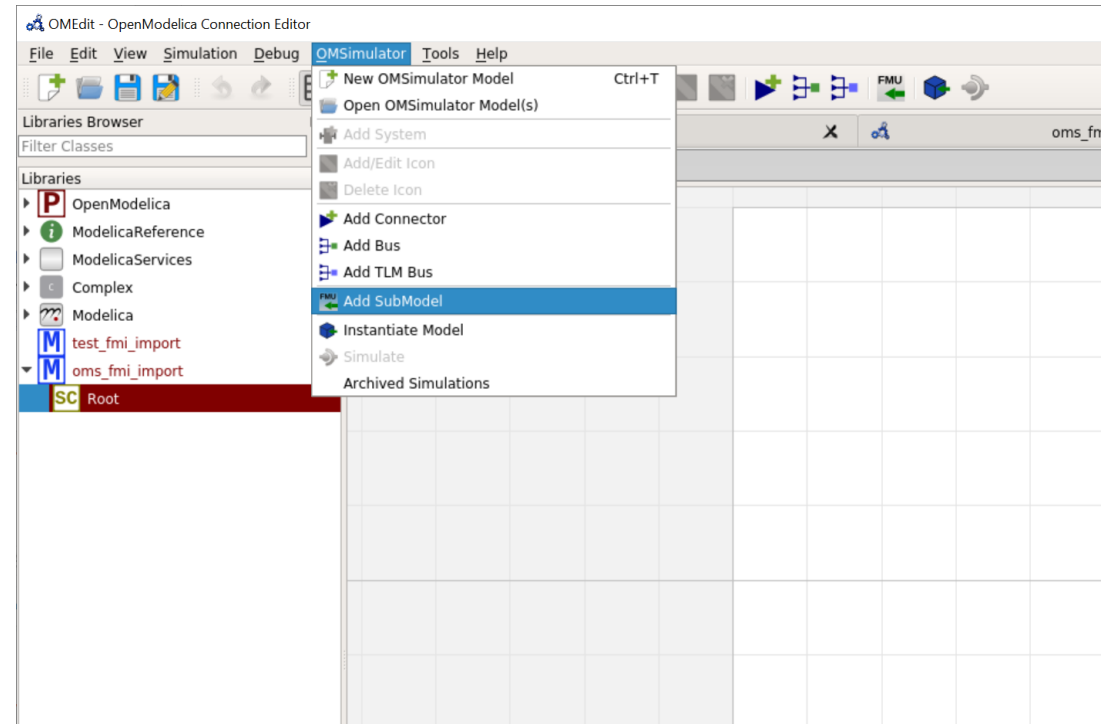 OMEdit - OpenModelica Connection Editor
File Edit View Simulation Debug OMSimulator Tools Help
New OMSimulator Model Ctrl+T
FMU
Open OMSimulator Model(s)
Libraries Browser
Add System
oms_fm
Filter Classes
Add/Edit Icon
Libraries
Delete Icon
P OpenModelica
Add Connector
i ModelicaReference
Add Bus
ModelicaServices
Add TLM Bus
C Complex
FMU Add SubModel
m Modelica
Instantiate Model
M test_fmi_import
Simulate
M oms_fmi_import
Archived Simulations
SC Root